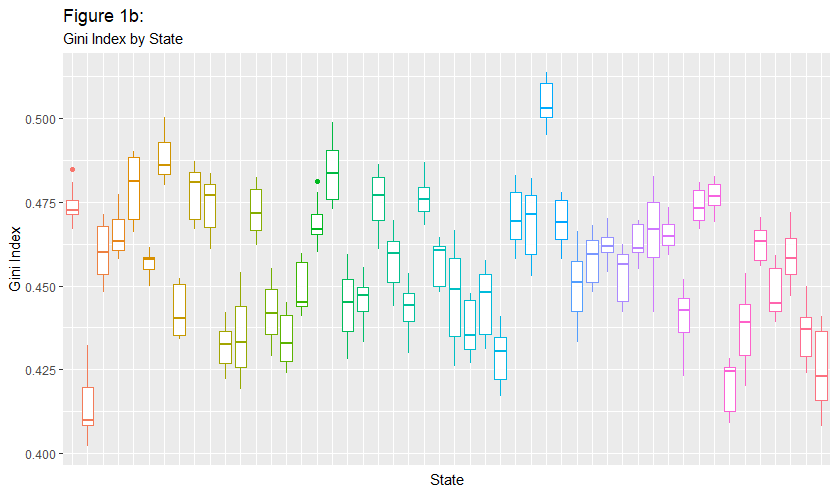 Figure 1b:
Gini Index by State
0.500
0.475
0.450
0.425
0.400
Gini Index
State